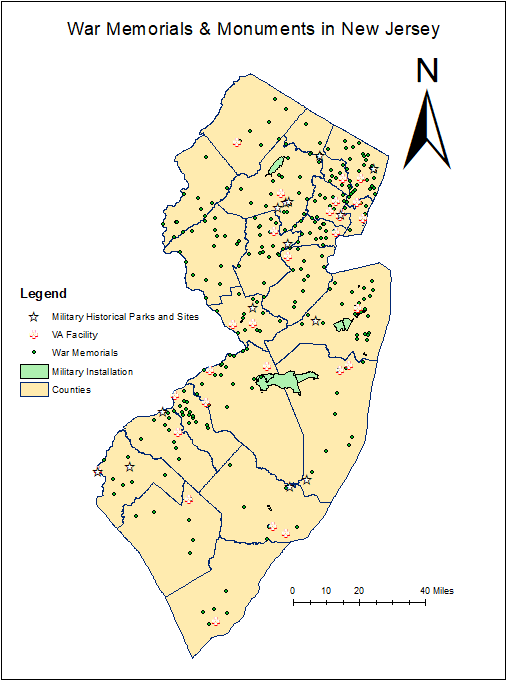 War Memorials & Monuments in New Jersey
N
Legend
Military Historical Parks and Sites
VA Facility
War Memorials
Military Installation
Counties
0 10 20 40 Miles